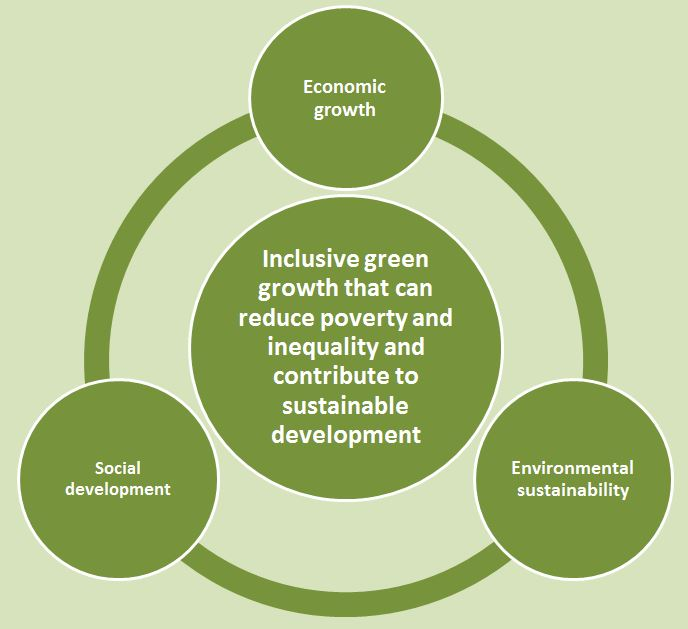 Economic
growth
Inclusive green
growth that can
reduce poverty and
inequality and
contribute to
sustainable
development
Social
development
Environmental
sustainability